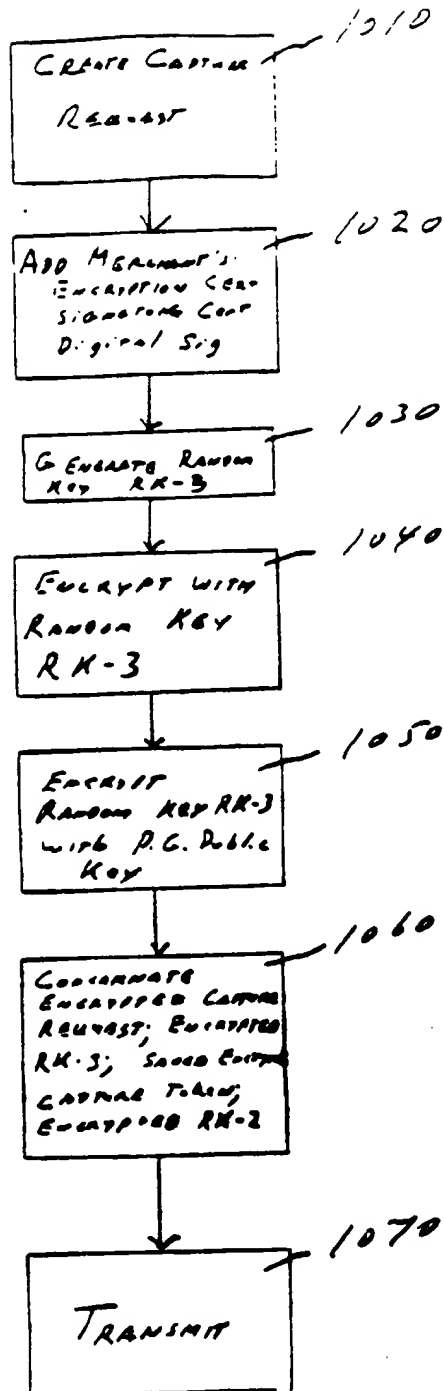 1010
CREATE CAPTURE
REQUEST
1020
ADD MERCHANT'S
ENCRYPTION CERT
SIGNATURE CERT
Digital Sig
1030
GENERATE RANDOM
KEY RK-3
1040
ENCRYPT WITH
RANDOM KEY
RK-3
1050
ENCRYPT
RANDOM KEY RK-3
with P.G. Public
Key
1060
CONCATENATE
ENCRYPTED CAPTURE
REQUEST; ENCRYPTED
RK-3; SAVED
CAPTURE TOKEN;
ENCRYPTED RK-2
1070
TRANSMIT